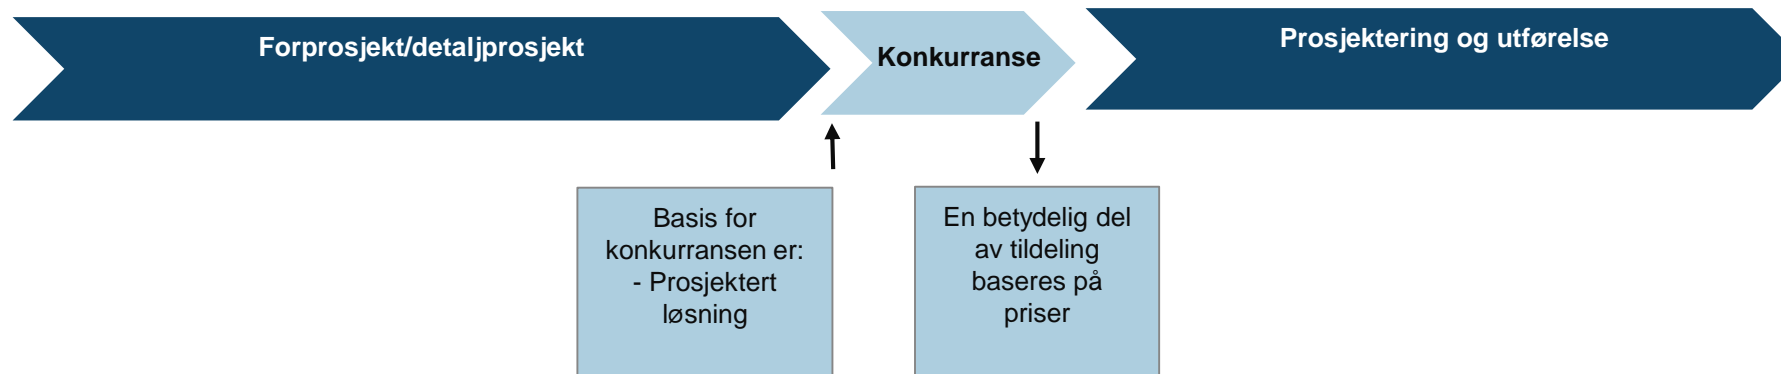 Forprosjekt/detaljprosjekt
Konkurranse
Prosjektering og utførelse
Basis for
konkurransen er:
- Prosjektert
løsning
En betydelig del
av tildeling
baseres på
priser